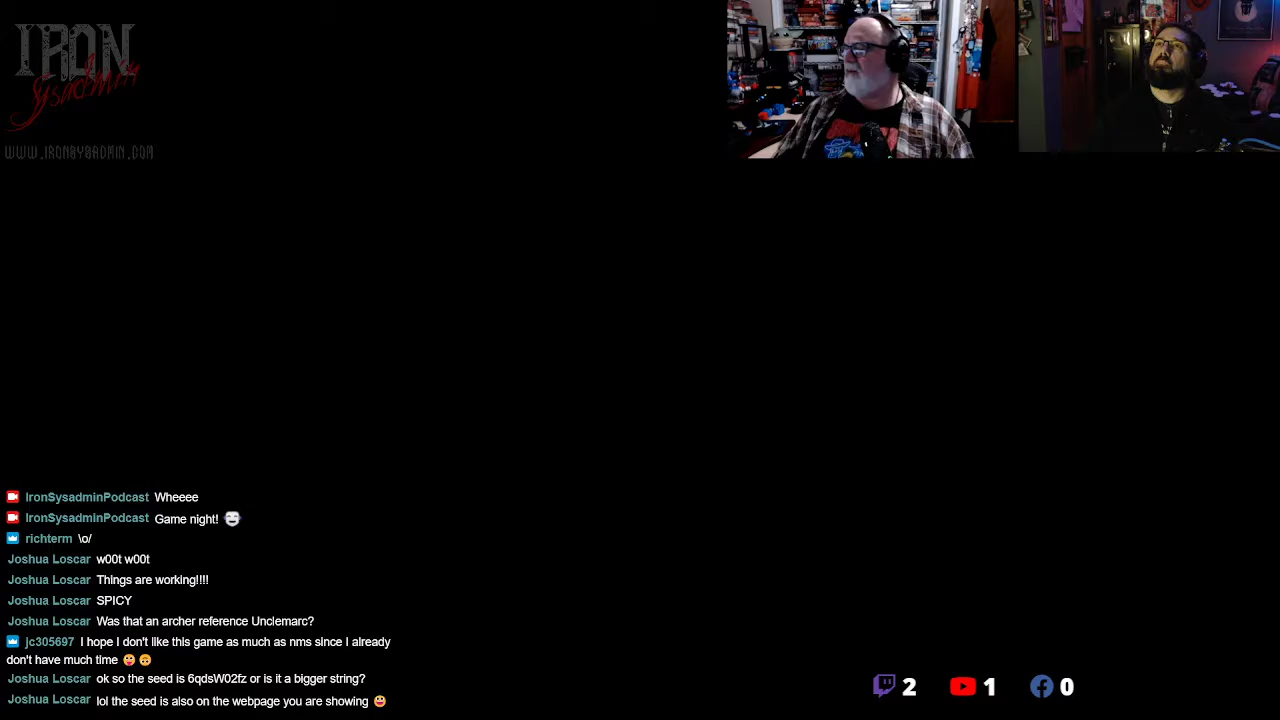 IRON
Sysadmin
WWW.IRONSYSADMIN.COM
IronSysadminPodcast Wheeee
IronSysadminPodcast Game night!
richterm \o/
Joshua Loscar w00t w00t
Joshua Loscar Things are working!!!!
Joshua Loscar SPICY
Joshua Loscar Was that an archer reference Unclemarc?
jc305697 I hope I don't like this game as much as nms since I already
don't have much time 😛 🙃
Joshua Loscar ok so the seed is 6qdsW02fz or is it a bigger string?
Joshua Loscar lol the seed is also on the webpage you are showing 😛
2 1 0